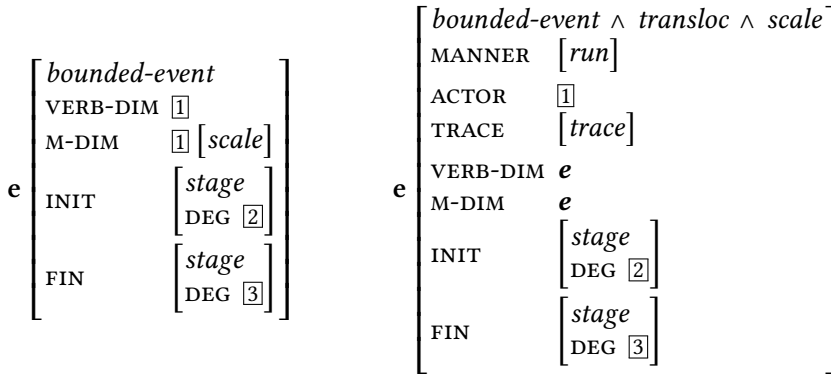 bounded-event
VERB-DIM 1
M-DIM 1 [scale]
e INIT [stage
DEG 2]
FIN [stage
DEG 3]
bounded-event ∧ transloc ∧ scale
MANNER [run]
ACTOR 1
TRACE [trace]
VERB-DIM e
e M-DIM e
INIT [stage
DEG 2]
FIN [stage
DEG 3]